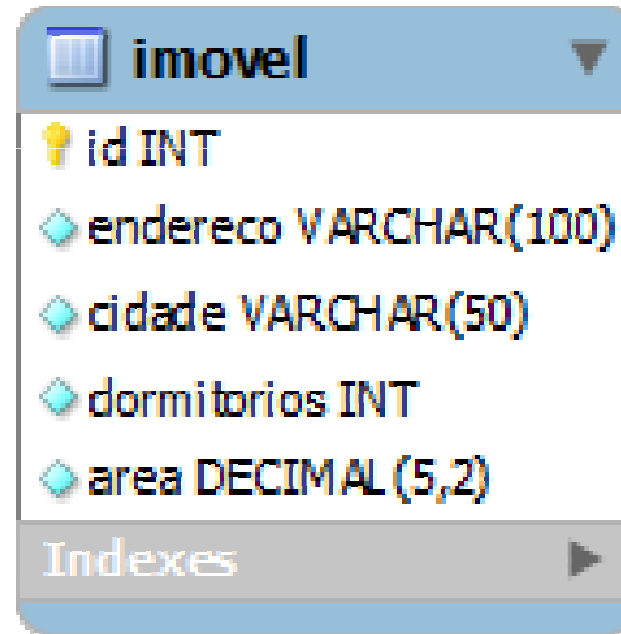 imovel
id INT
endereco VARCHAR(100)
cidade VARCHAR(50)
dormitorios INT
area DECIMAL(5,2)
Indexes